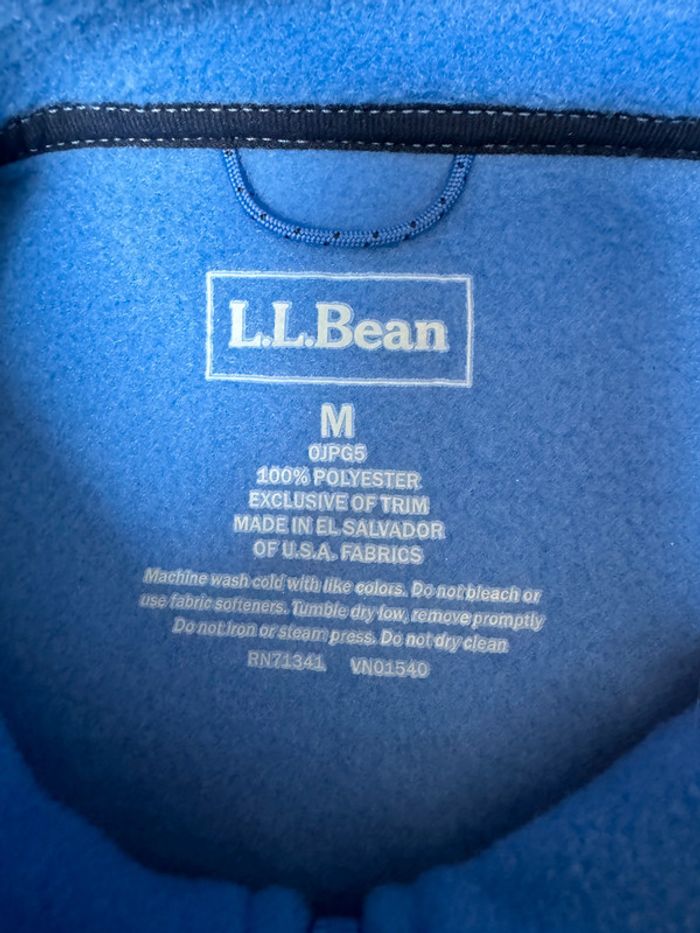 L.L.Bean
M
0JPG5
100% POLYESTER
EXCLUSIVE OF TRIM
MADE IN EL SALVADOR
OF U.S.A. FABRICS
Machine wash cold with like colors. Do not bleach or
use fabric softeners. Tumble dry low, remove promptly
Do not iron or steam press. Do not dry clean
RN71341 VN01540